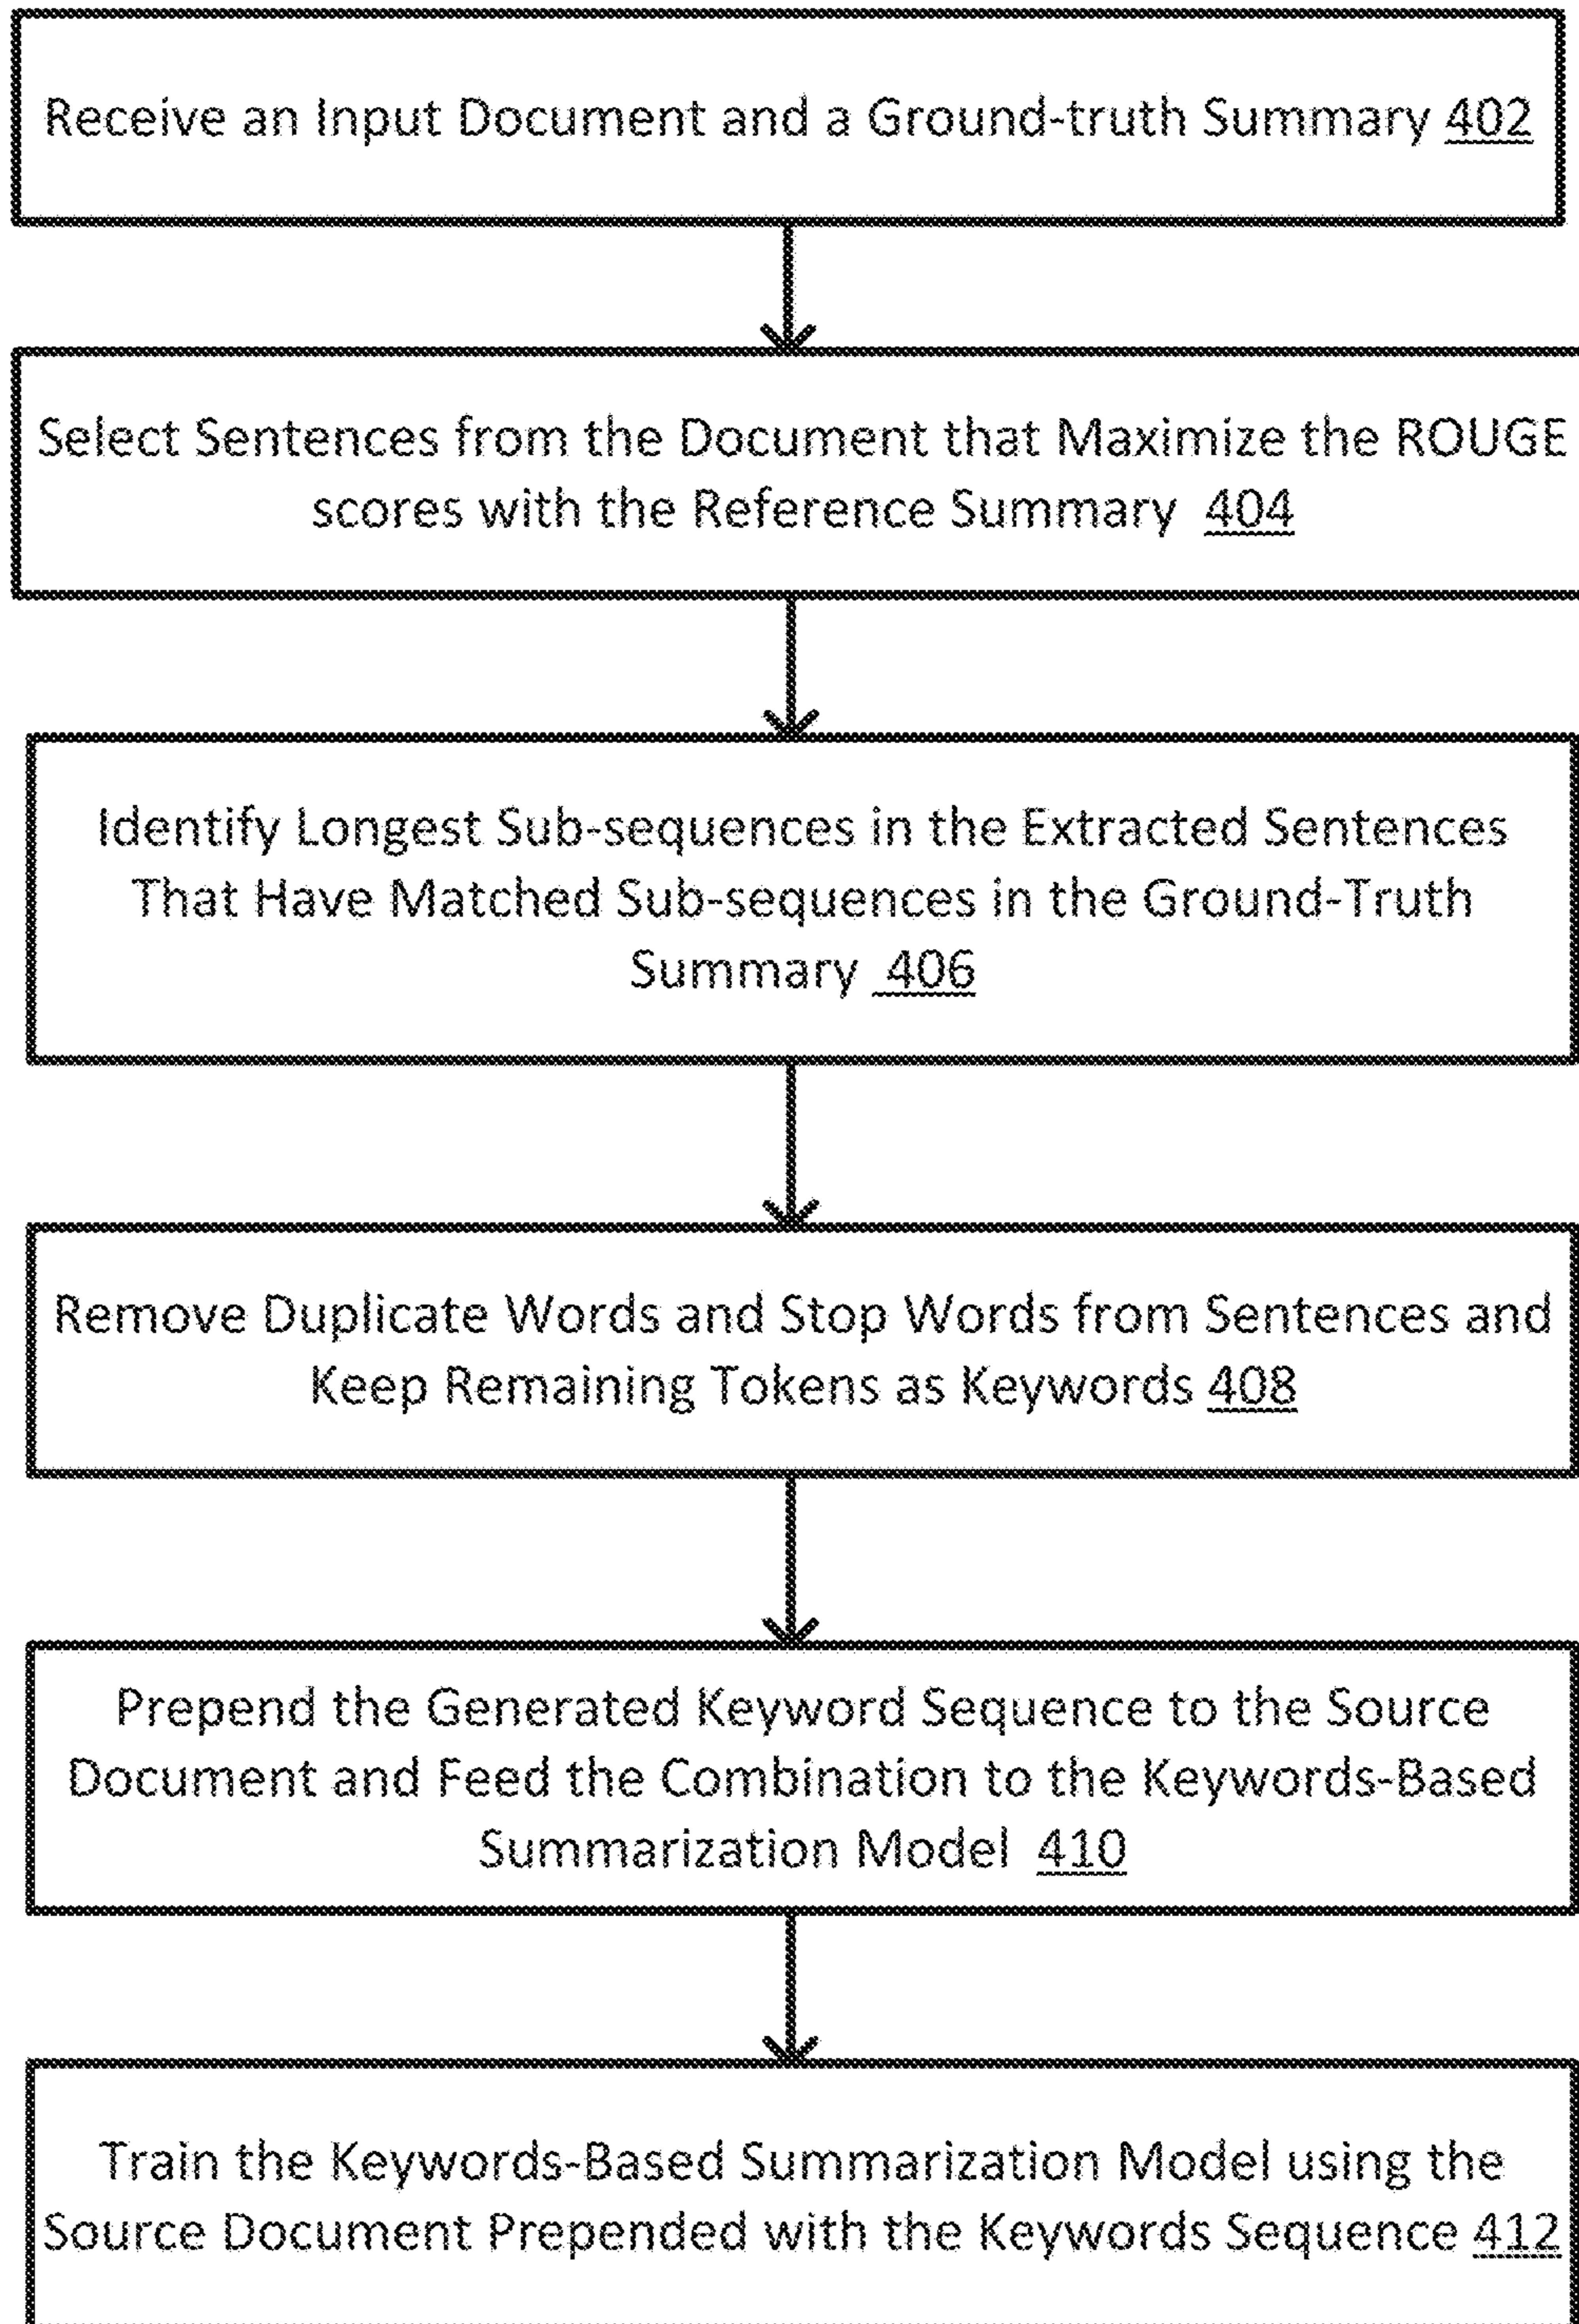 Receive an Input Document and a Ground-truth Summary 402
Select Sentences from the Document that Maximize the ROUGE
scores with the Reference Summary 404
Identify Longest Sub-sequences in the Extracted Sentences
That Have Matched Sub-sequences in the Ground-Truth
Summary 406
Remove Duplicate Words and Stop Words from Sentences and
Keep Remaining Tokens as Keywords 408
Prepend the Generated Keyword Sequence to the Source
Document and Feed the Combination to the Keywords-Based
Summarization Model 410
Train the Keywords-Based Summarization Model using the
Source Document Prepended with the Keywords Sequence 412